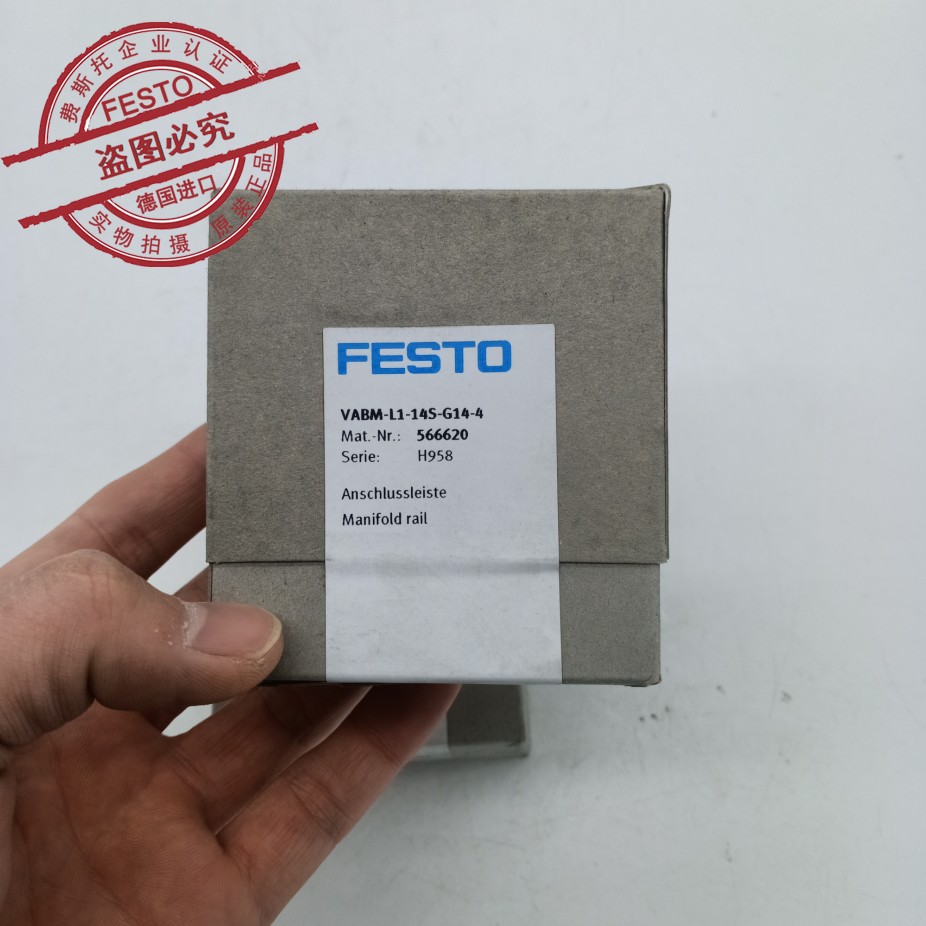 费斯托企业认证
FESTO
盗图必究
德国进口
实物拍摄 原装正品
FESTO
VABM-L1-14S-G14-4
Mat.-Nr.: 566620
Serie: H958
Anschlussleiste
Manifold rail